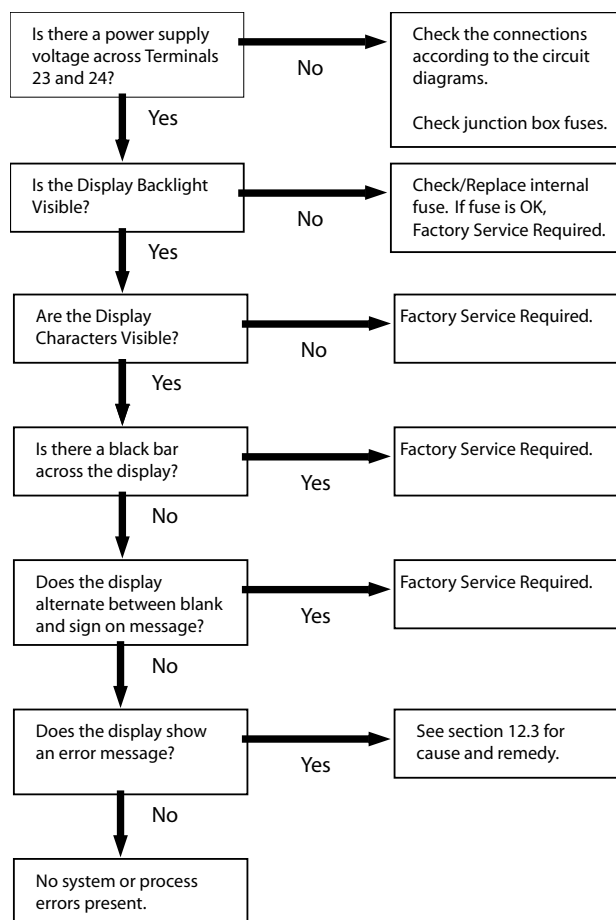 Is there a power supply
voltage across Terminals
23 and 24?
No
Check the connections
according to the circuit
diagrams.
Check junction box fuses.
Yes
Is the Display Backlight
Visible?
No
Check/Replace internal
fuse. If fuse is OK,
Factory Service Required.
Yes
Are the Display
Characters Visible?
No
Factory Service Required.
Yes
Is there a black bar
across the display?
Yes
Factory Service Required.
No
Does the display
alternate between blank
and sign on message?
Yes
Factory Service Required.
No
Does the display show
an error message?
Yes
See section 12.3 for
cause and remedy.
No
No system or process
errors present.